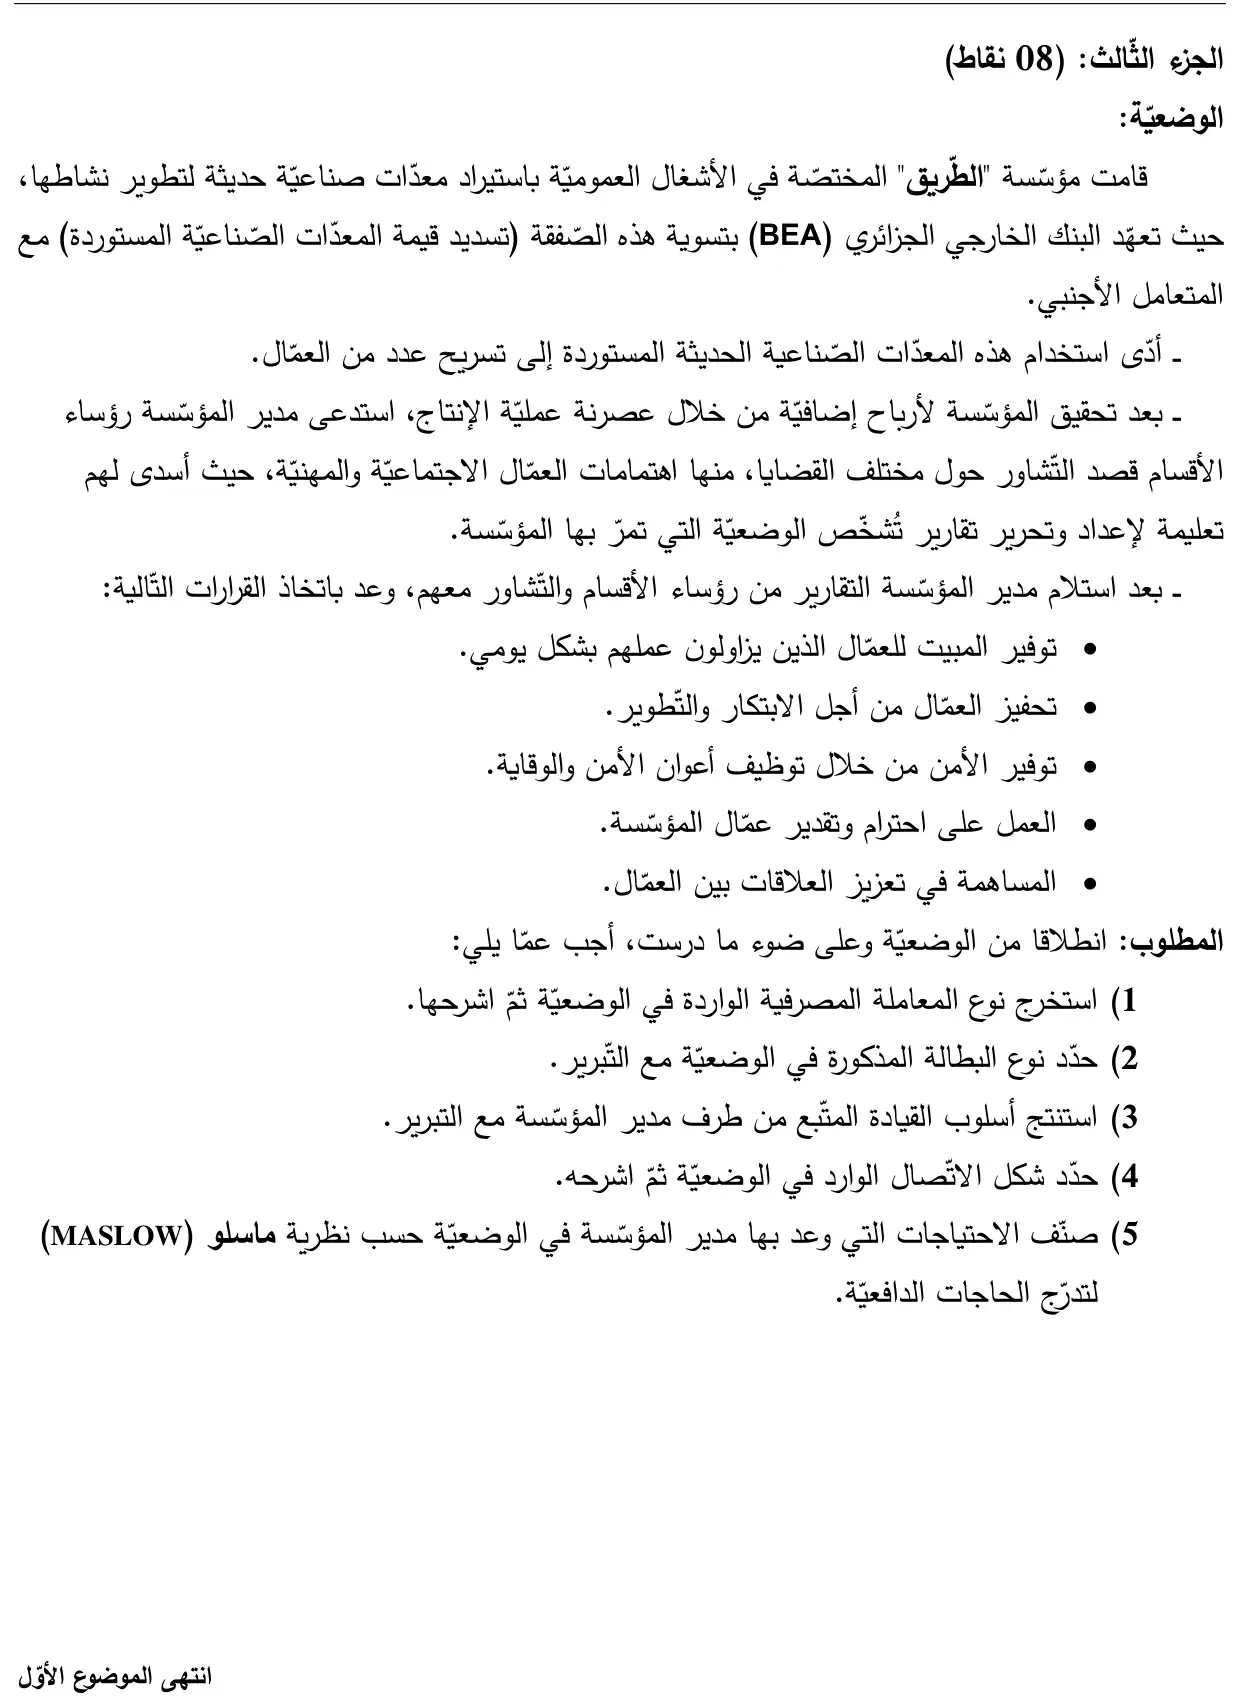 الجزء الثّالث: (08 نقاط)
الوضعيّة:
قامت مؤسّسة "الطّريق" المختصّة في الأشغال العموميّة باستيراد معدّات صناعيّة حديثة لتطوير نشاطها،
حيث تعهّد البنك الخارجي الجزائري (BEA) بتسوية هذه الصّفقة (تسديد قيمة المعدّات الصّناعيّة المستوردة) مع
المتعامل الأجنبي.
ـ أدّى استخدام هذه المعدّات الصّناعية الحديثة المستوردة إلى تسريح عدد من العمّال.
ـ بعد تحقيق المؤسّسة لأرباح إضافيّة من خلال عصرنة عمليّة الإنتاج، استدعى مدير المؤسّسة رؤساء
الأقسام قصد التّشاور حول مختلف القضايا، منها اهتمامات العمّال الاجتماعيّة والمهنيّة، حيث أسدى لهم
تعليمة لإعداد وتحرير تقارير تُشخّص الوضعيّة التي تمرّ بها المؤسّسة.
ـ بعد استلام مدير المؤسّسة التقارير من رؤساء الأقسام والتّشاور معهم، وعد باتخاذ القرارات التّالية:
• توفير المبيت للعمّال الذين يزاولون عملهم بشكل يومي.
• تحفيز العمّال من أجل الابتكار والتّطوير.
• توفير الأمن من خلال توظيف أعوان الأمن والوقاية.
• العمل على احترام وتقدير عمّال المؤسّسة.
• المساهمة في تعزيز العلاقات بين العمّال.
المطلوب: انطلاقا من الوضعيّة وعلى ضوء ما درست، أجب عمّا يلي:
1) استخرج نوع المعاملة المصرفية الواردة في الوضعيّة ثمّ اشرحها.
2) حدّد نوع البطالة المذكورة في الوضعيّة مع التّبرير.
3) استنتج أسلوب القيادة المتّبع من طرف مدير المؤسّسة مع التبرير.
4) حدّد شكل الاتّصال الوارد في الوضعيّة ثمّ اشرحه.
5) صنّف الاحتياجات التي وعد بها مدير المؤسّسة في الوضعيّة حسب نظرية ماسلو (MASLOW)
لتدرّج الحاجات الدافعيّة.
انتهى الموضوع الأوّل